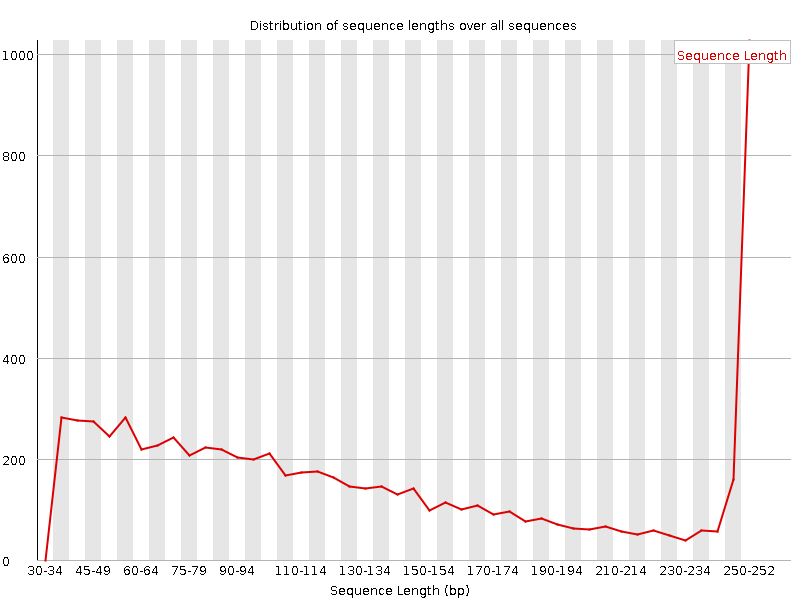 Distribution of sequence lengths over all sequences
Sequence Length
1000
800
600
400
200
0
30-34 45-49 60-64 75-79 90-94 110-114 130-134 150-154 170-174 190-194 210-214 230-234 250-252
Sequence Length (bp)